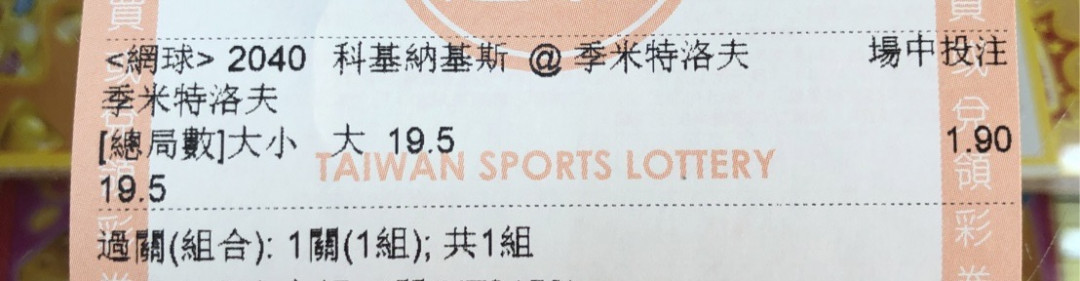 <網球> 2040 科基納基斯 @ 季米特洛夫 場中投注
季米特洛夫
[總局數]大小 大 19.5 1.90
TAIWAN SPORTS LOTTERY
19.5
過關(組合): 1關(1組); 共1組